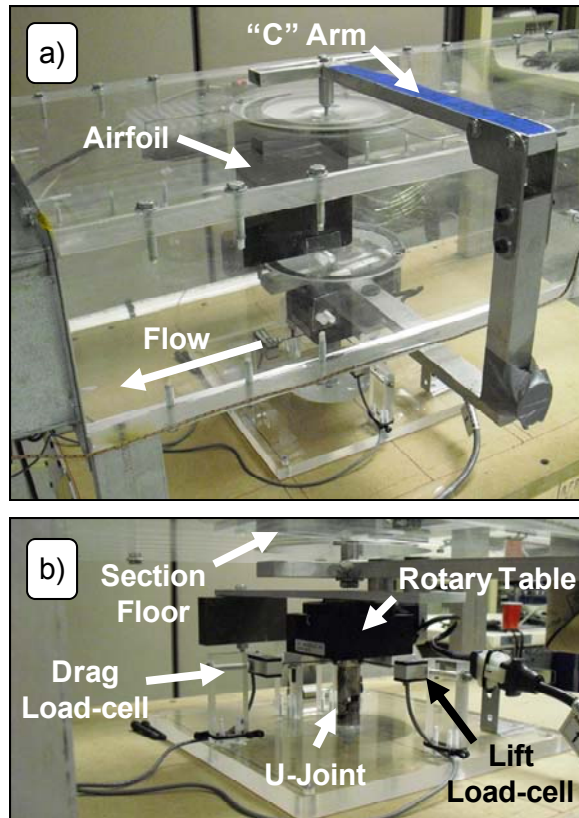 a)
“C” Arm
Airfoil
Flow
b)
Section
Floor
Rotary Table
Drag
Load-cell
U-Joint
Lift
Load-cell